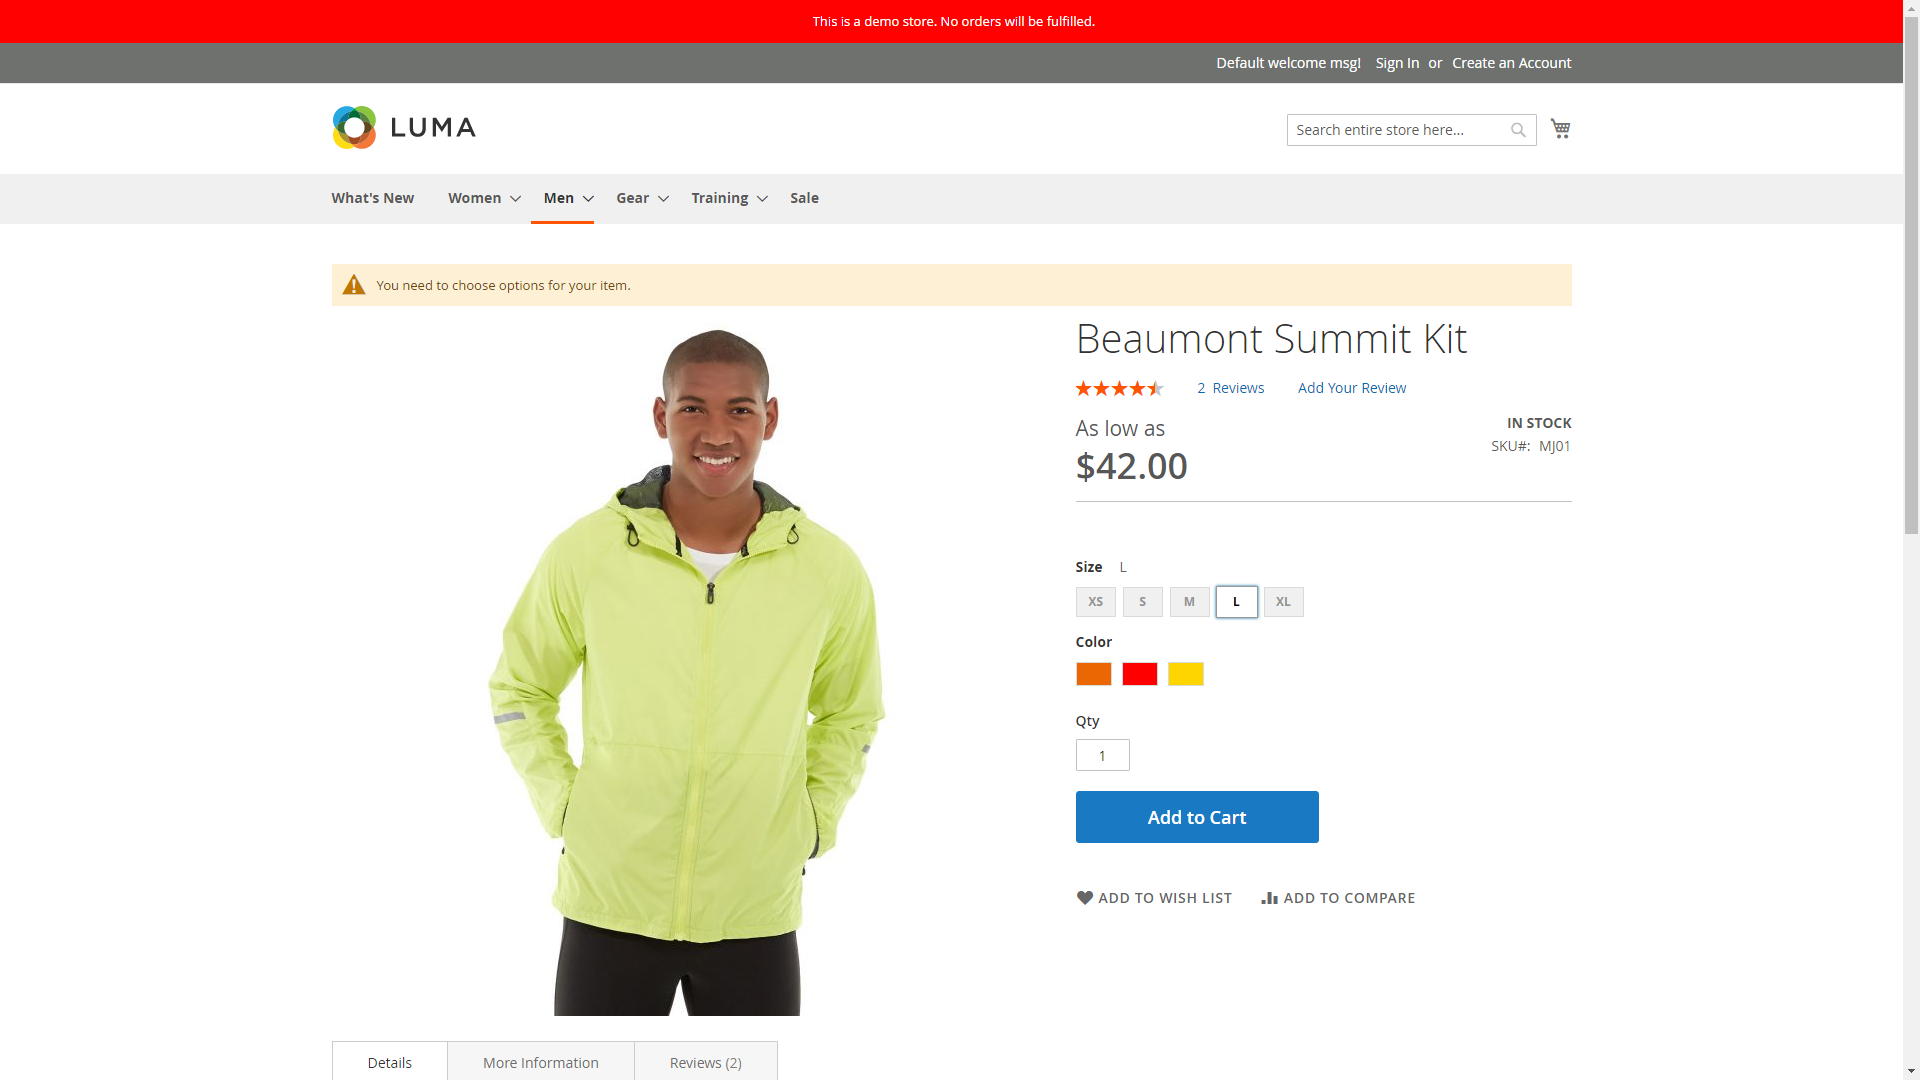 This is a demo store. No orders will be fulfilled.
Default welcome msg! Sign In or Create an Account
LUMA
Search entire store here...
What's New Women Men Gear Training Sale
You need to choose options for your item.
Beaumont Summit Kit
2 Reviews Add Your Review
As low as
$42.00
IN STOCK
SKU#: MJ01
Size L
XS S M L XL
Color
Qty
1
Add to Cart
ADD TO WISH LIST ADD TO COMPARE
Details More Information Reviews (2)